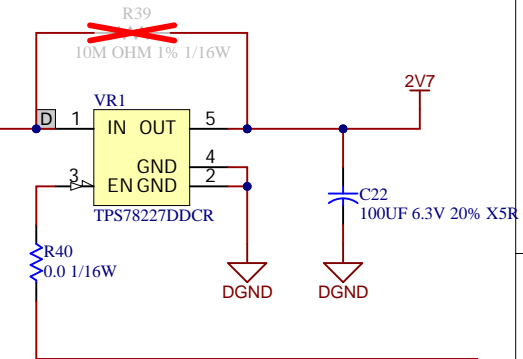 R39
10M OHM 1% 1/16W
2V7
VR1
D
1
IN OUT
5
GND
4
3
EN GND
2
TPS78227DDCR
C22
100UF 6.3V 20% X5R
R40
0.0 1/16W
DGND
DGND